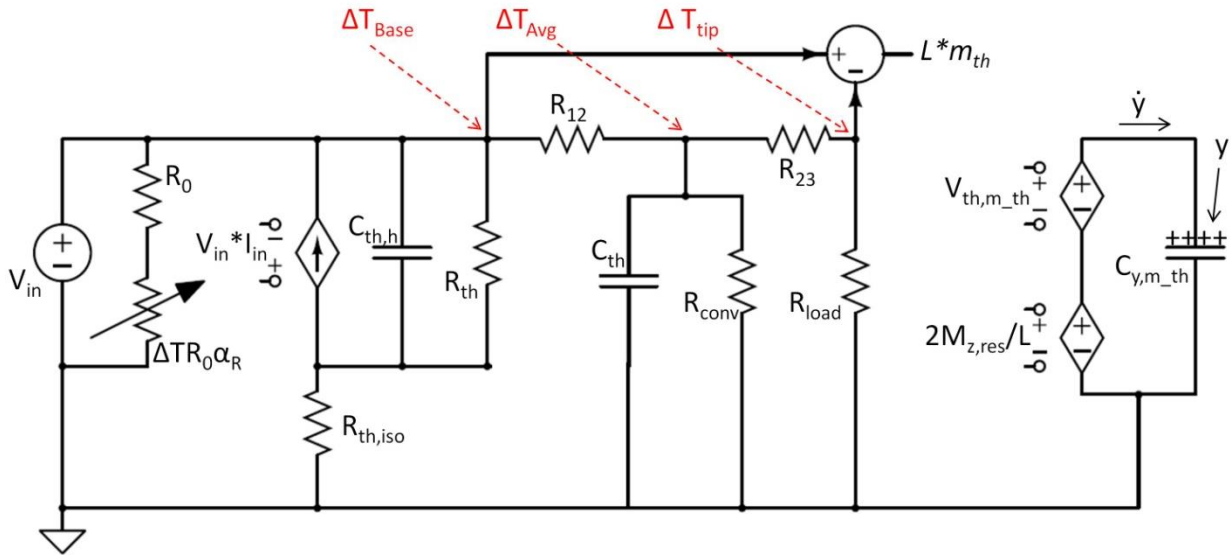 ΔT_Base
ΔT_Avg
Δ T_tip
+
−
L*m_th
R_12
ẏ
R_0
R_23
y
V_th,m_th
+
−
+
−
++++
C_y,m_th
V_in*I_in
−
+
C_th,h
R_th
C_th
R_conv
R_load
+
−
V_in
ΔTR_0α_R
2M_z,res/L
+
−
+
−
R_th,iso